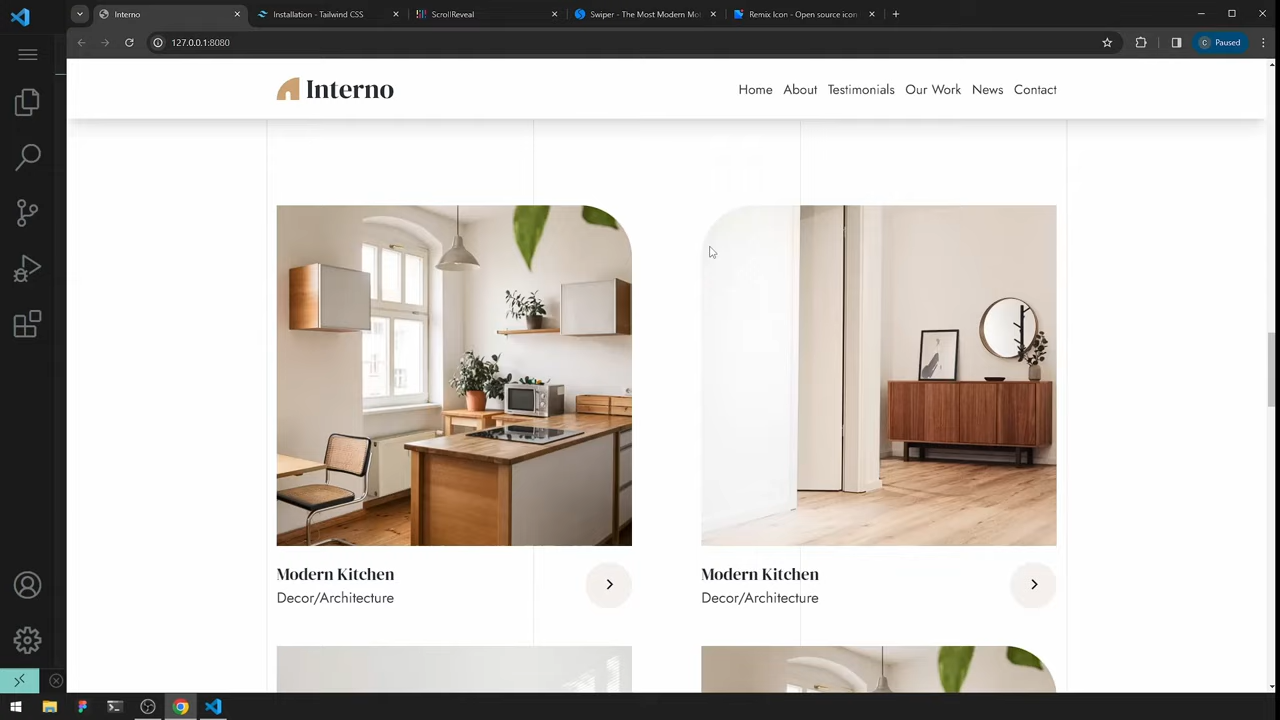 Interno
Installation - Tailwind CSS
ScrollReveal
Swiper - The Most Modern Mo
Remix Icon - Open source icon
127.0.0.1:8080
C
Paused
Interno
Home About Testimonials Our Work News Contact
Modern Kitchen
Decor/Architecture
Modern Kitchen
Decor/Architecture